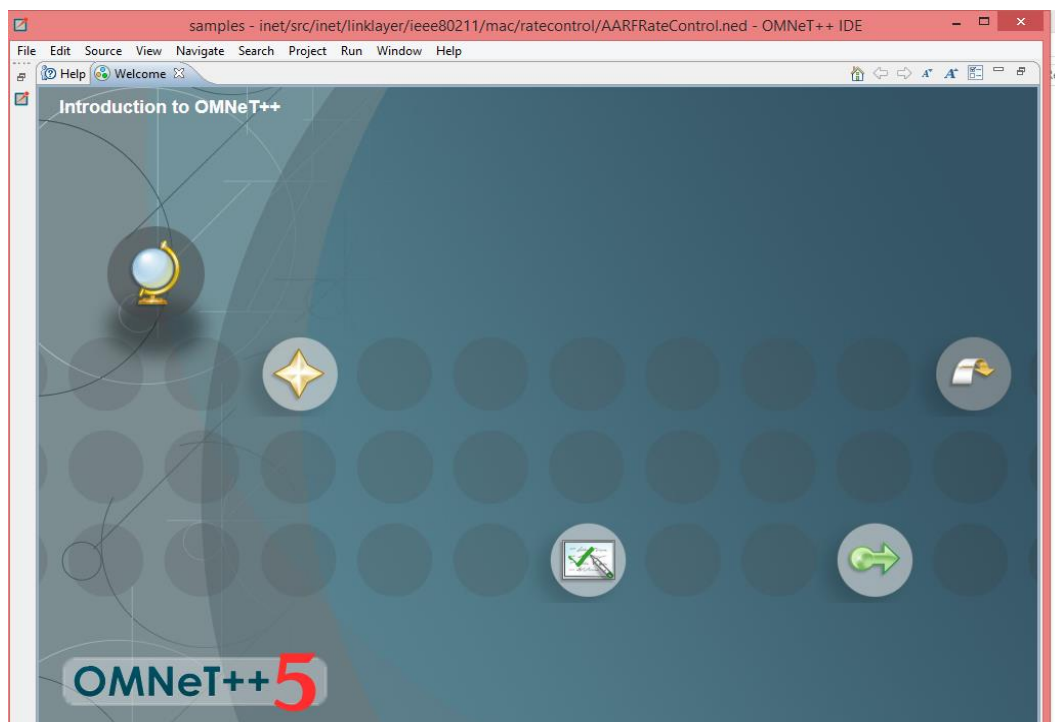 samples - inet/src/inet/linklayer/ieee80211/mac/ratecontrol/AARFRateControl.ned - OMNeT++ IDE
File Edit Source View Navigate Search Project Run Window Help
Help Welcome
Introduction to OMNeT++
OMNeT++5